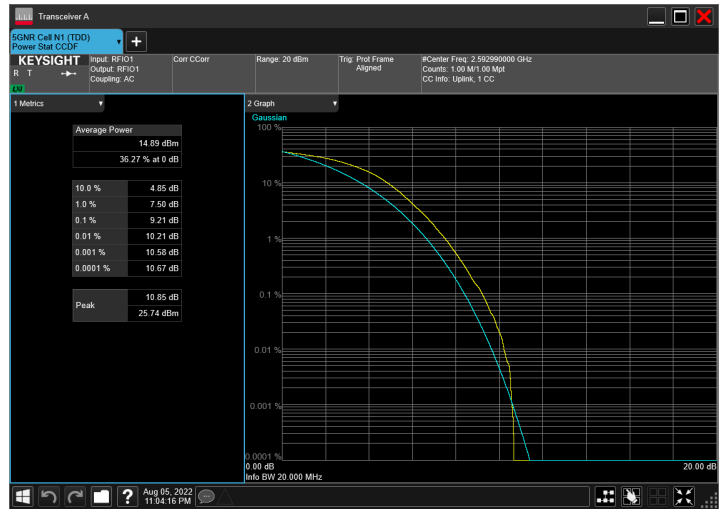 Transceiver A
5GNR Cell N1 (TDD)
Power Stat CCDF
KEYSIGHT
R T
Input: RFIO1
Output: RFIO1
Coupling: AC
Corr CCorr
Range: 20 dBm
Trig: Prot Frame
Aligned
#Center Freq: 2.592990000 GHz
Counts: 1.00 M/1.00 Mpt
CC Info: Uplink, 1 CC
1 Metrics
Average Power
14.89 dBm
36.27 % at 0 dB
10.0 % 4.85 dB
1.0 % 7.50 dB
0.1 % 9.21 dB
0.01 % 10.21 dB
0.001 % 10.58 dB
0.0001 % 10.67 dB
Peak
10.85 dB
25.74 dBm
2 Graph
Gaussian
100 %
10 %
1 %
0.1 %
0.01 %
0.001 %
0.0001 %
0.00 dB
20.00 dB
Info BW 20.000 MHz
?
Aug 05, 2022
11:04:16 PM